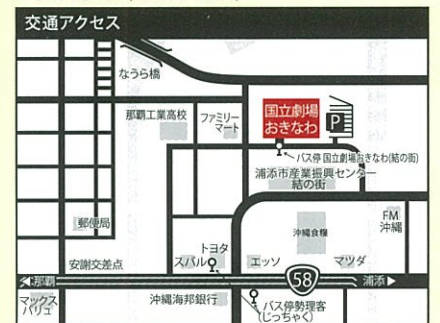 交通アクセス
なうら橋
那覇工業高校
ファミリー
マート
国立劇場
おきなわ
P
バス停 国立劇場おきなわ(結の街)
浦添市産業振興センター
結の街
郵便局
沖縄食糧
FM
沖縄
トヨタ
安謝交差点
スバル
エッソ
マツダ
◀那覇
58
浦添▶
マックス
バリュ
沖縄海邦銀行
バス停勢理客
(じっちゃく)